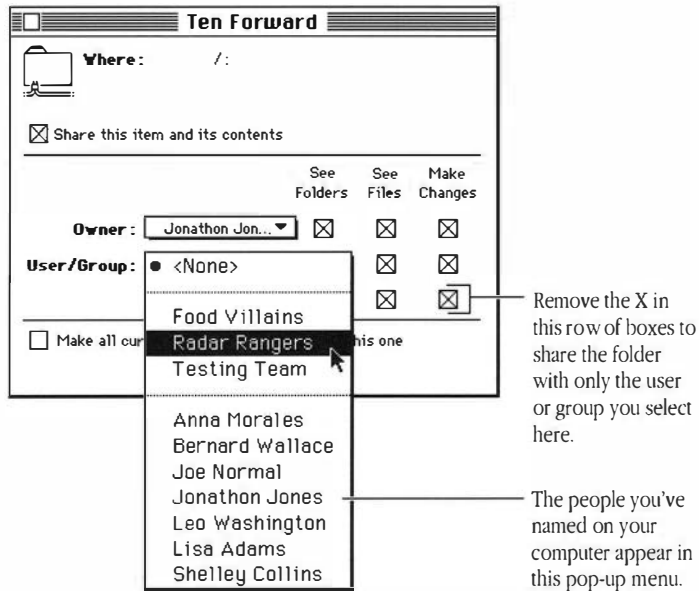 Ten Forward
Where: /:
Share this item and its contents
See See Make
Folders Files Changes
Owner: Jonathon Jon...
User/Group: <None>
Food Villains
Make all cur his one
Radar Rangers
Testing Team
Anna Morales
Bernard Wallace
Joe Normal
Jonathon Jones
Leo Washington
Lisa Adams
Shelley Collins
Remove the X in
this row of boxes to
share the folder
with only the user
or group you select
here.
The people you've
named on your
computer appear in
this pop-up menu.